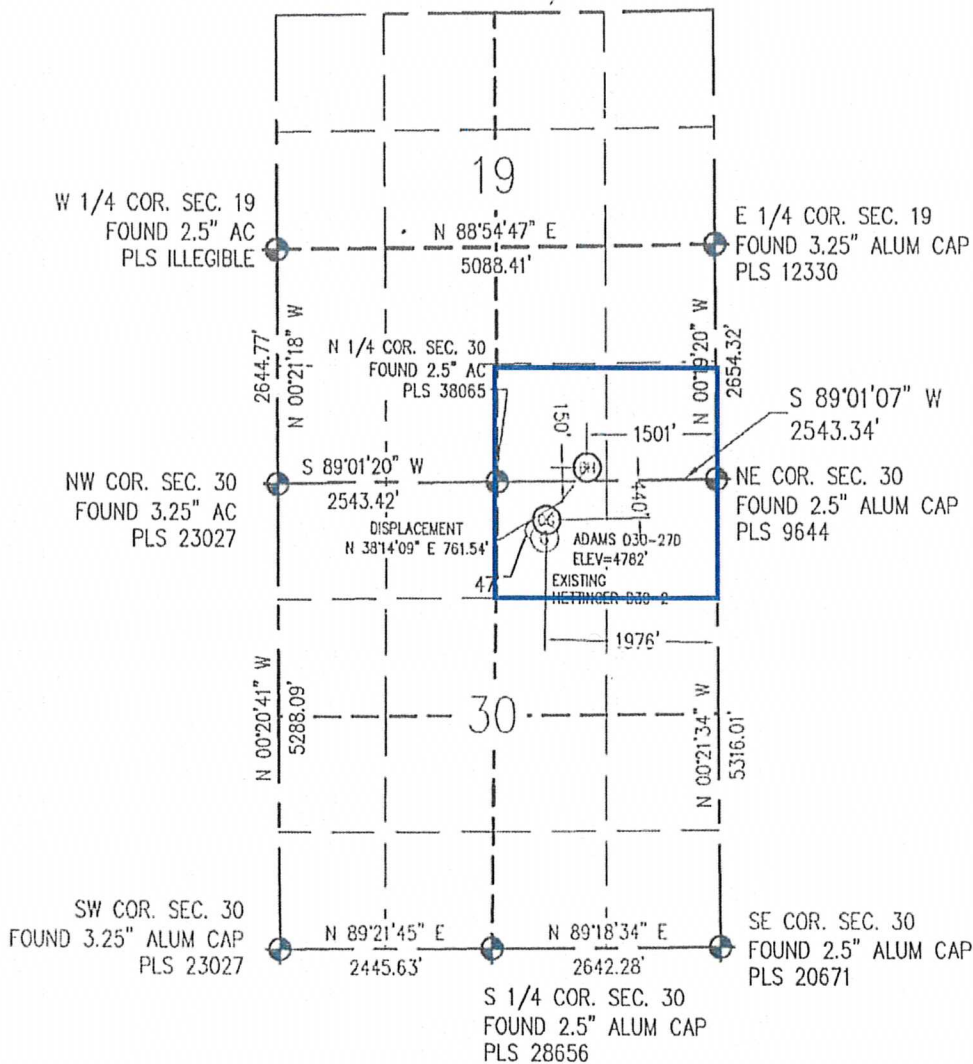 19
W 1/4 COR. SEC. 19
FOUND 2.5" AC
PLS ILLEGIBLE
N 88°54'47" E
5088.41'
E 1/4 COR. SEC. 19
FOUND 3.25" ALUM CAP
PLS 12330
2644.77'
N 00°21'18" W
N 1/4 COR. SEC. 30
FOUND 2.5" AC
PLS 38065
N 00°19'20" W
2654.32'
S 89°01'07" W
2543.34'
150'
1501'
BH
NW COR. SEC. 30
FOUND 3.25" AC
PLS 23027
S 89°01'20" W
2543.42'
NE COR. SEC. 30
FOUND 2.5" ALUM CAP
PLS 9644
440'
DISPLACEMENT
N 38°14'09" E 761.54'
ADAMS D30-27D
ELEV=4762'
47'
EXISTING
HETTINGER D30-2
1976'
N 00°20'41" W
5288.09'
30
N 00°21'34" W
5316.01'
SW COR. SEC. 30
FOUND 3.25" ALUM CAP
PLS 23027
N 89°21'45" E
2445.63'
N 89°18'34" E
2642.28'
SE COR. SEC. 30
FOUND 2.5" ALUM CAP
PLS 20671
S 1/4 COR. SEC. 30
FOUND 2.5" ALUM CAP
PLS 28656